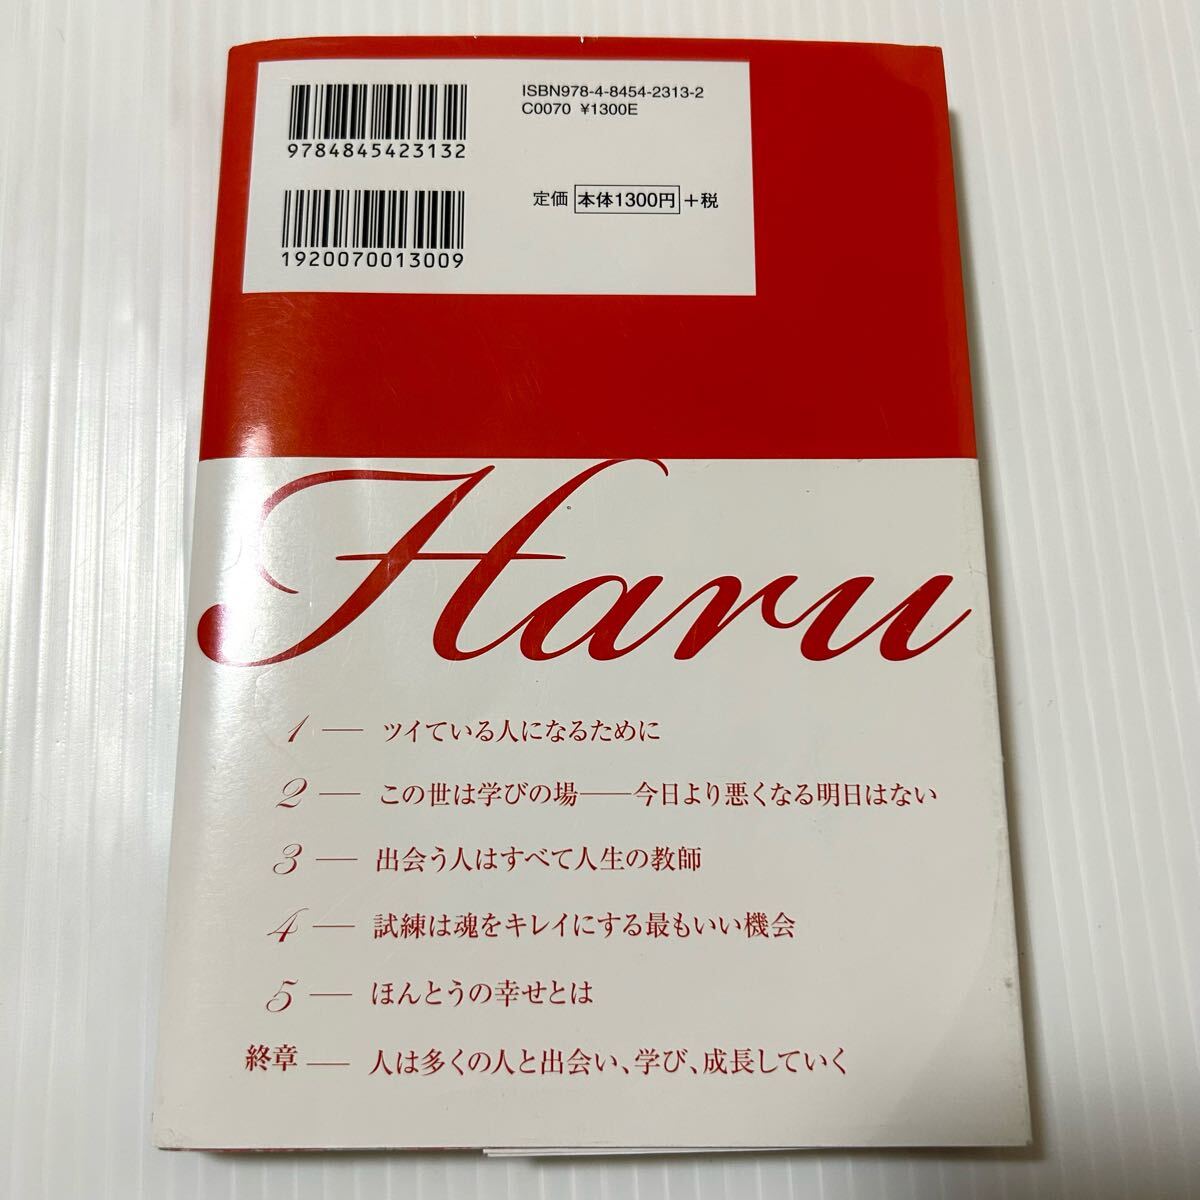 ISBN978-4-8454-2313-2
C0070 ¥1300E
9784845423132
定価 本体1300円 +税
1920070013009
Haru
1 — ツイている人になるために
2 — この世は学びの場——今日より悪くなる明日はない
3 — 出会う人はすべて人生の教師
4 — 試練は魂をキレイにする最もいい機会
5 — ほんとうの幸せとは
終章 — 人は多くの人と出会い、学び、成長していく